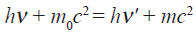 hν + m₀c² = hν′ + mc²